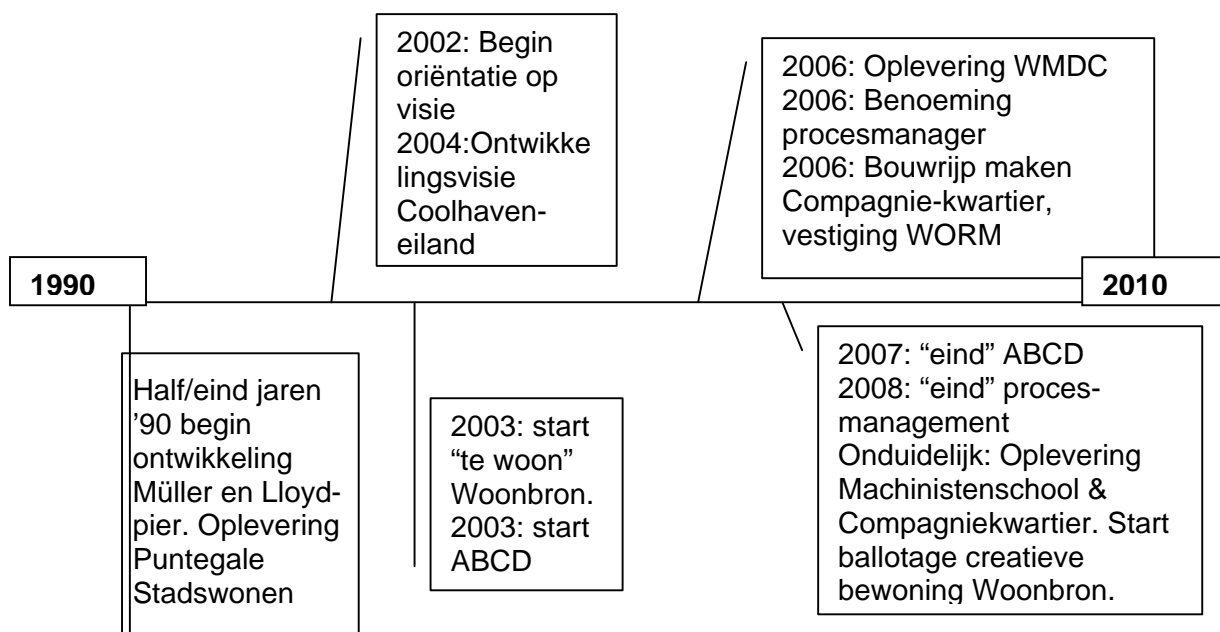 2002: Begin
oriëntatie op
visie
2004:Ontwikke
lingsvisie
Coolhaven-
eiland
2006: Oplevering WMDC
2006: Benoeming
procesmanager
2006: Bouwrijp maken
Compagnie-kwartier,
vestiging WORM
1990
2010
Half/eind jaren
’90 begin
ontwikkeling
Müller en Lloyd-
pier. Oplevering
Puntegale
Stadswonen
2003: start
“te woon”
Woonbron.
2003: start
ABCD
2007: “eind” ABCD
2008: “eind” proces-
management
Onduidelijk: Oplevering
Machinistenschool &
Compagniekwartier. Start
ballotage creatieve
bewoning Woonbron.